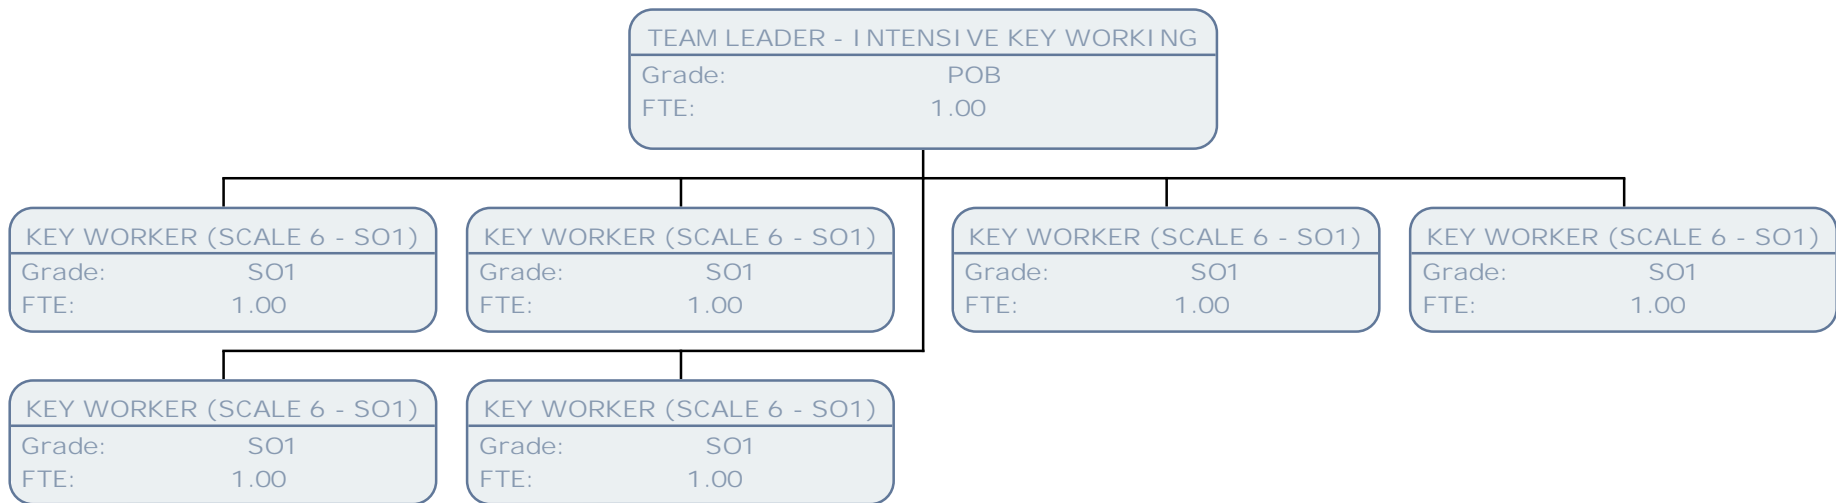 TEAM LEADER - INTENSIVE KEY WORKING
Grade: POB
FTE: 1.00
KEY WORKER (SCALE 6 - SO1)
Grade: SO1
FTE: 1.00
KEY WORKER (SCALE 6 - SO1)
Grade: SO1
FTE: 1.00
KEY WORKER (SCALE 6 - SO1)
Grade: SO1
FTE: 1.00
KEY WORKER (SCALE 6 - SO1)
Grade: SO1
FTE: 1.00
KEY WORKER (SCALE 6 - SO1)
Grade: SO1
FTE: 1.00
KEY WORKER (SCALE 6 - SO1)
Grade: SO1
FTE: 1.00